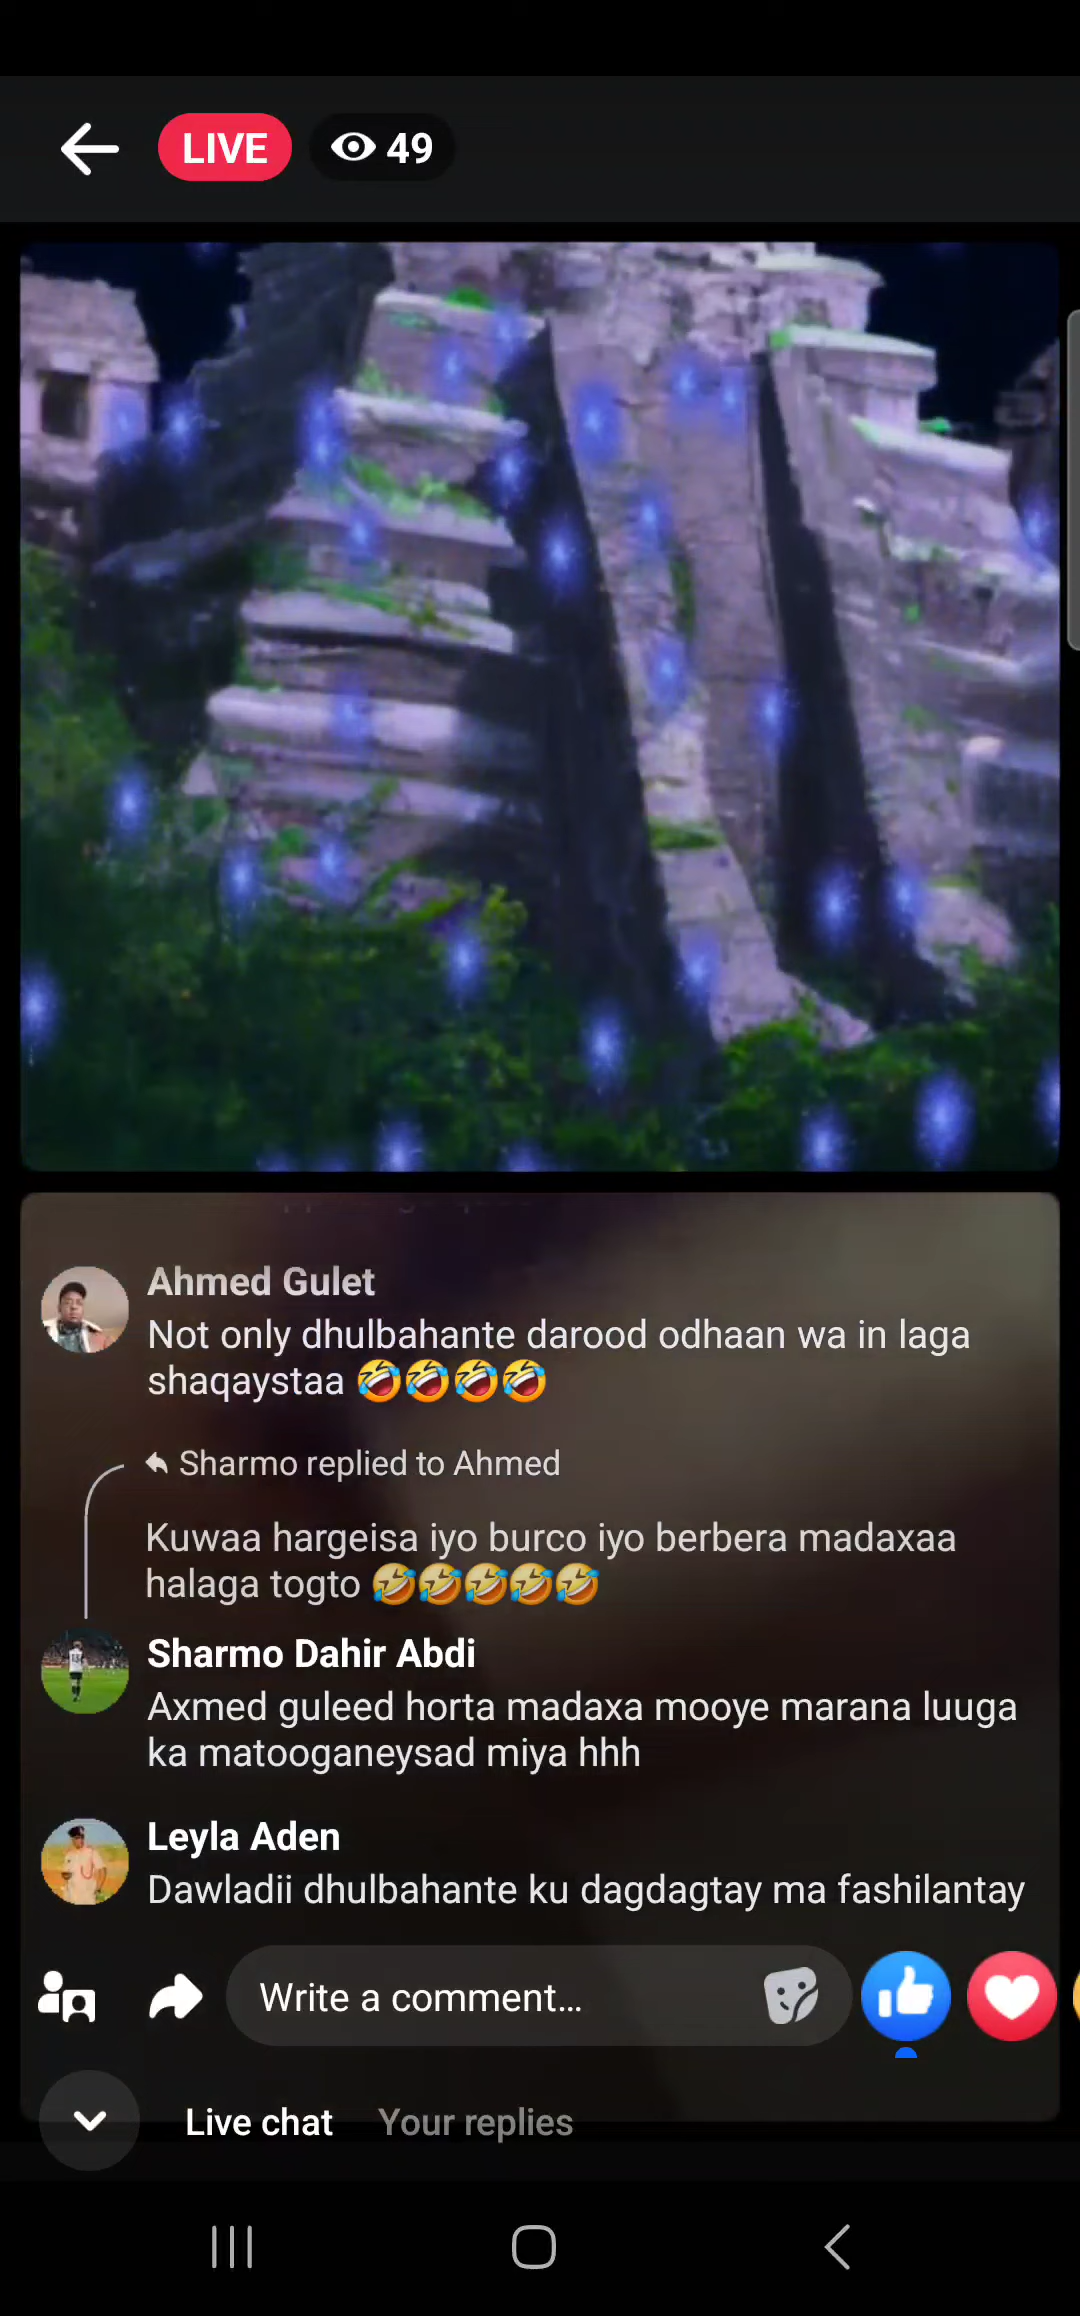 LIVE 49
Ahmed Gulet
Not only dhulbahante darood odhaan wa in laga
shaqaystaa 🤣🤣🤣🤣
Sharmo replied to Ahmed
Kuwaa hargeisa iyo burco iyo berbera madaxaa
halaga togto 🤣🤣🤣🤣🤣
Sharmo Dahir Abdi
Axmed guleed horta madaxa mooye marana luuga
ka matooganeysad miya hhh
Leyla Aden
Dawladii dhulbahante ku dagdagtay ma fashilantay
Write a comment...
Live chat Your replies